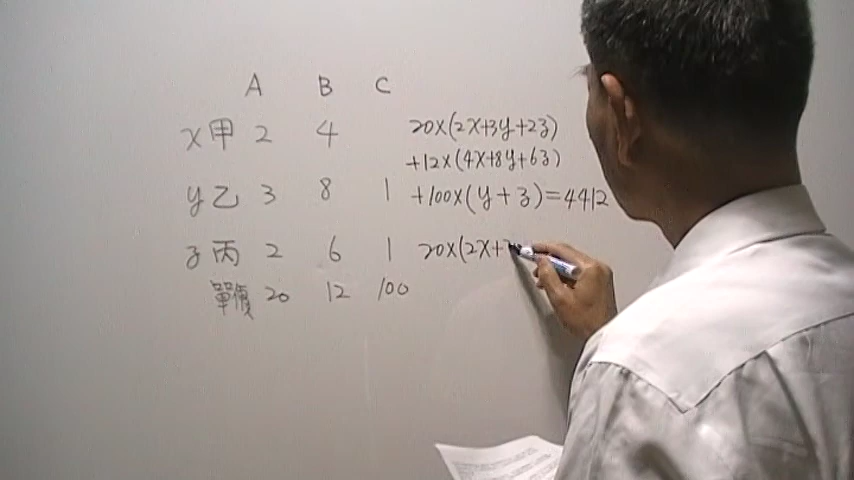 A B C
x 甲 2 4 20x(2x+3y+2z)
+12x(4x+8y+6z)
y 乙 3 8 1 +100x(y+z)=4412
z 丙 2 6 1 20x(2x+
單價 20 12 100